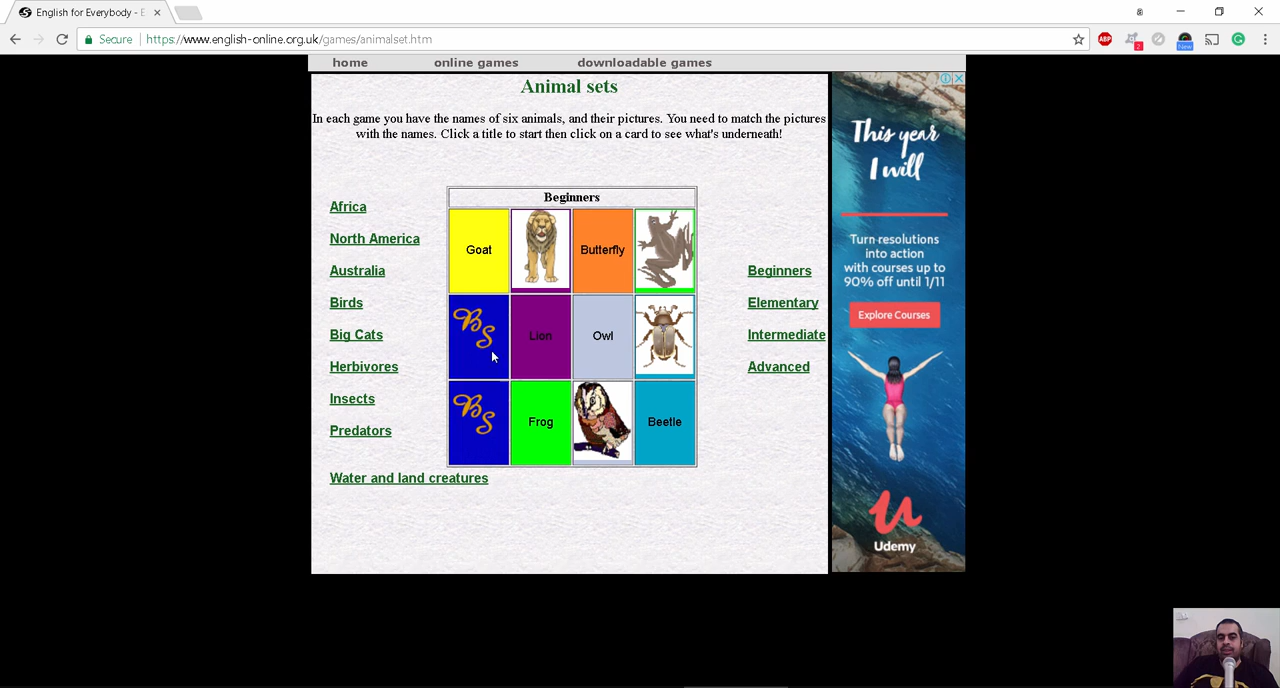 English for Everybody - E
Secure
https://www.english-online.org.uk/games/animalset.htm
ABP
2
New
home
online games
downloadable games
Animal sets
In each game you have the names of six animals, and their pictures. You need to match the pictures
with the names. Click a title to start then click on a card to see what's underneath!
Africa
North America
Australia
Birds
Big Cats
Herbivores
Insects
Predators
Water and land creatures
Beginners
Goat
Butterfly
BS
Lion
Owl
BS
Frog
Beetle
Beginners
Elementary
Intermediate
Advanced
This year
I will
Turn resolutions
into action
with courses up to
90% off until 1/11
Explore Courses
Udemy